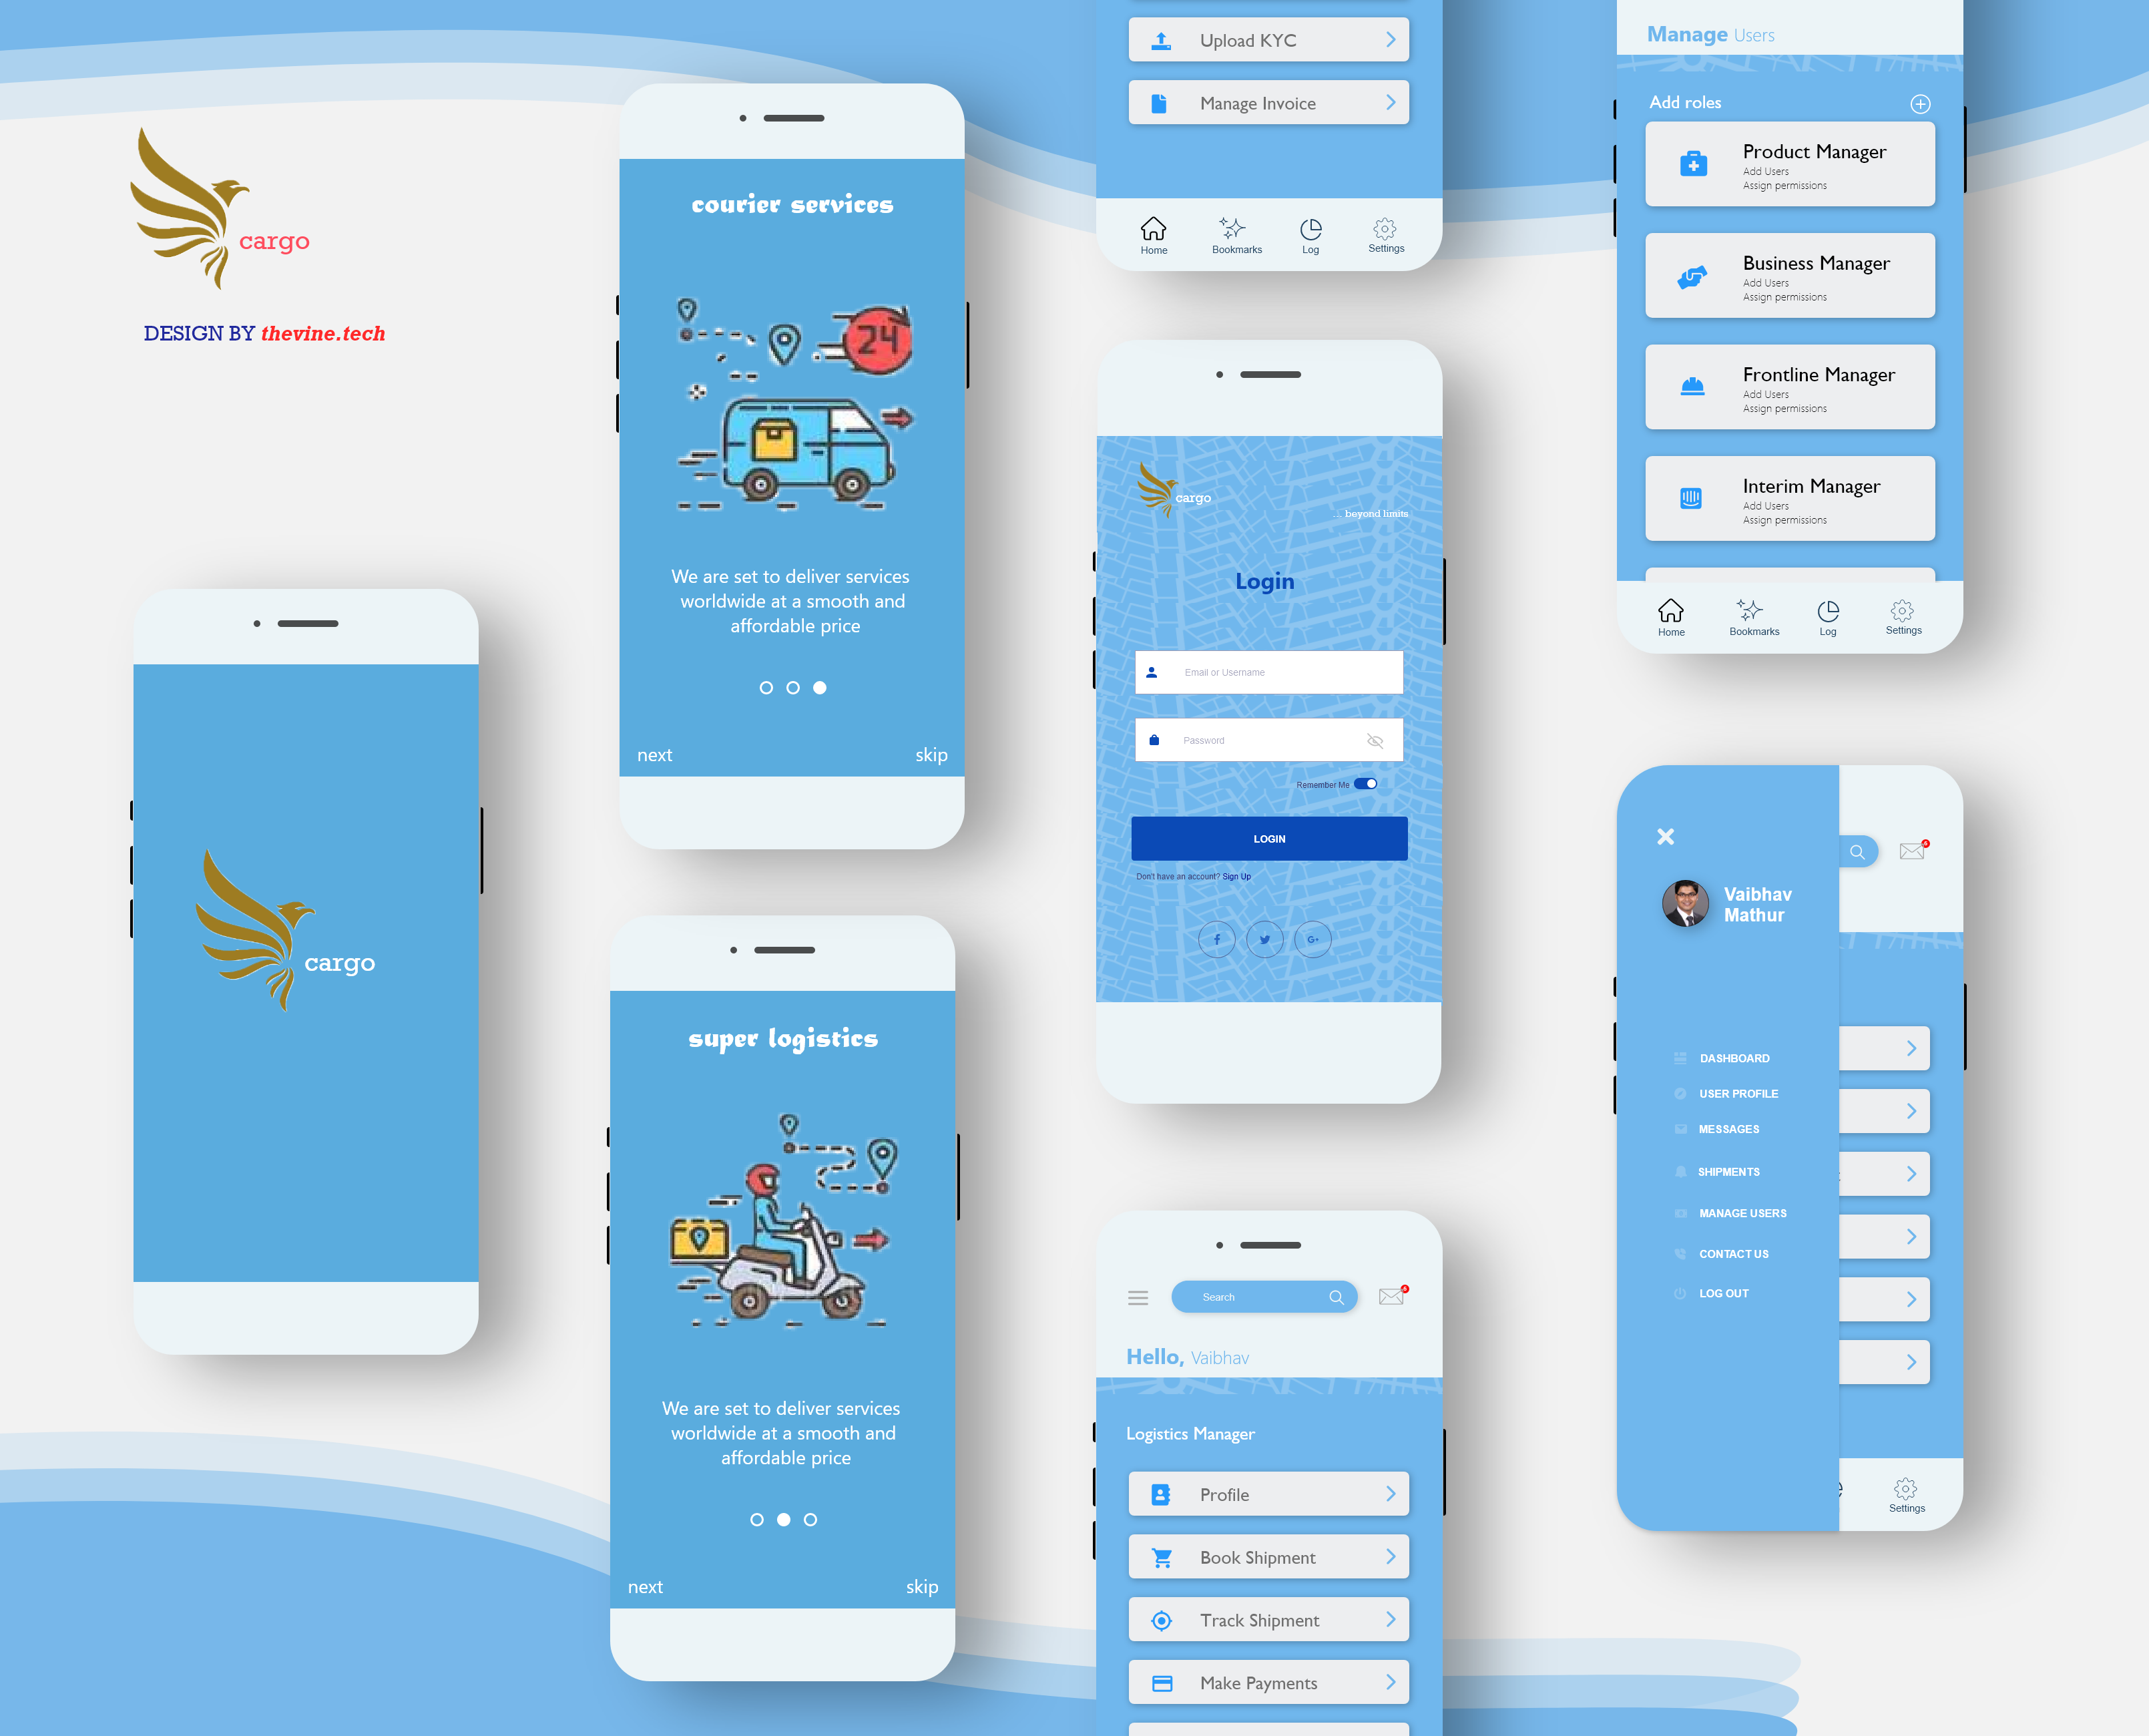 cargo
DESIGN BY thevine.tech
cargo
courier services
24
We are set to deliver services
worldwide at a smooth and
affordable price
next
skip
super logistics
We are set to deliver services
worldwide at a smooth and
affordable price
next
skip
Upload KYC
Manage Invoice
Home
Bookmarks
Log
Settings
cargo
.... beyond limits
Login
Email or Username
Password
Remember Me
LOGIN
Don't have an account? Sign Up
f
G+
Search
Hello, Vaibhav
Logistics Manager
Profile
Book Shipment
Track Shipment
Make Payments
Manage Users
Add roles
Product Manager
Add Users
Assign permissions
Business Manager
Add Users
Assign permissions
Frontline Manager
Add Users
Assign permissions
Interim Manager
Add Users
Assign permissions
Home
Bookmarks
Log
Settings
Vaibhav
Mathur
DASHBOARD
USER PROFILE
MESSAGES
SHIPMENTS
MANAGE USERS
CONTACT US
LOG OUT
Settings